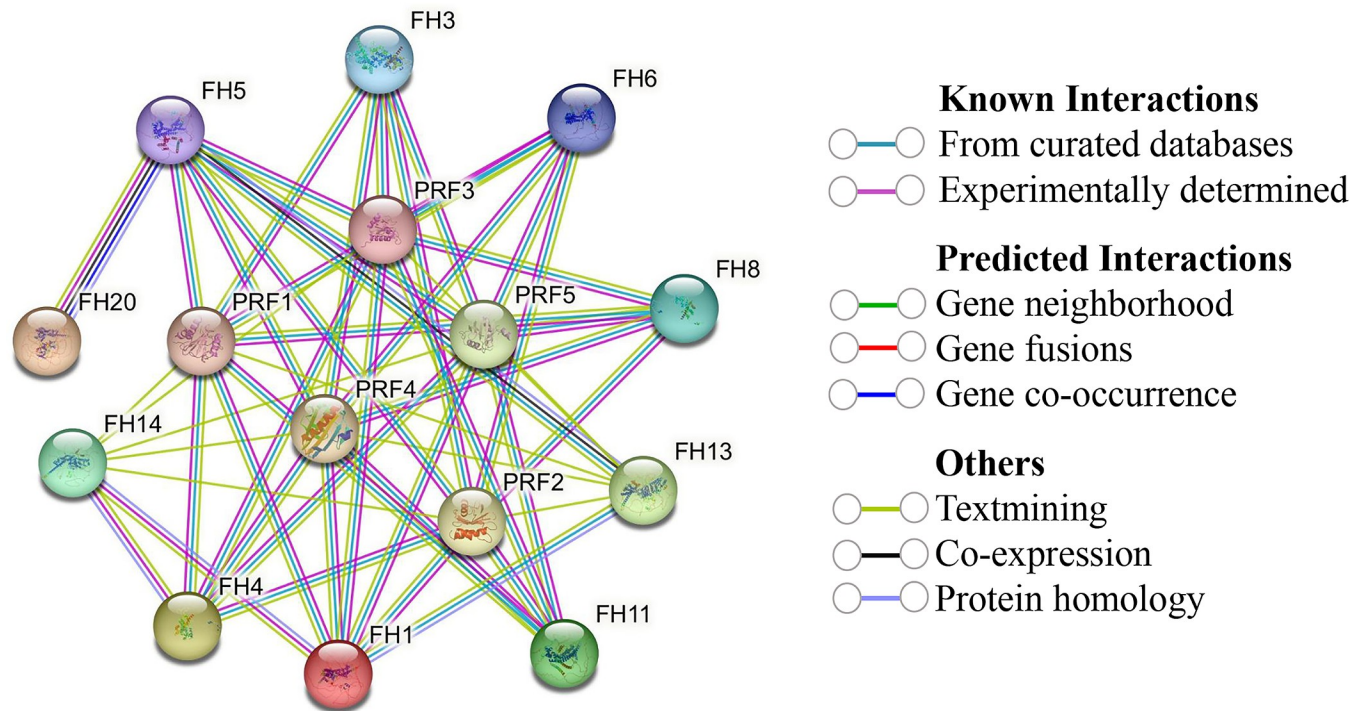 FH3
FH6
FH5
PRF3
FH8
FH20
PRF1
PRF5
PRF4
FH14
FH13
PRF2
FH4
FH1
FH11
Known Interactions
From curated databases
Experimentally determined
Predicted Interactions
Gene neighborhood
Gene fusions
Gene co-occurrence
Others
Textmining
Co-expression
Protein homology